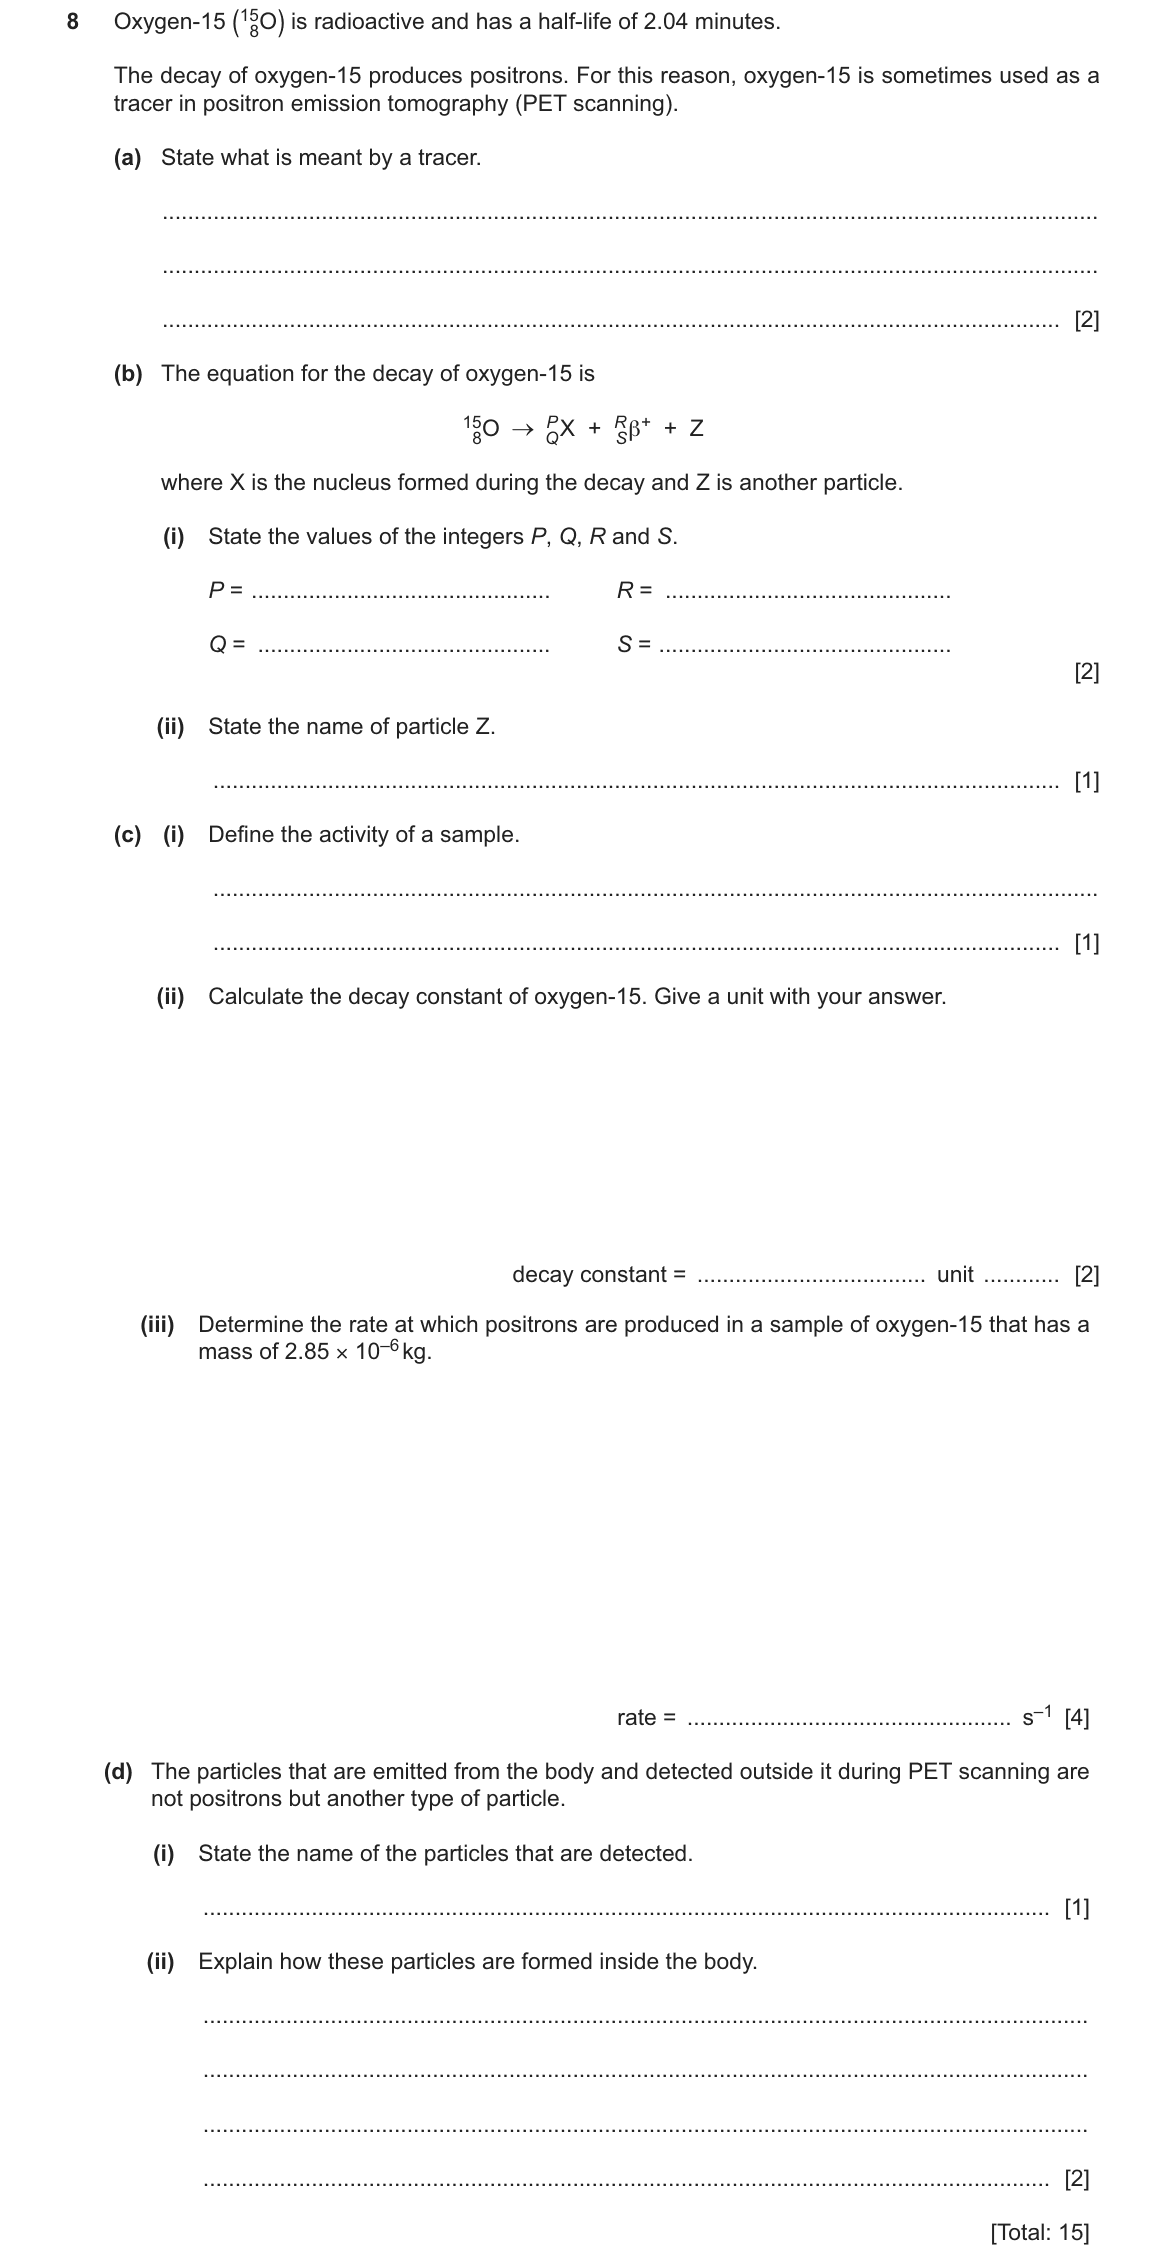 8 Oxygen-15 (¹⁵₈O) is radioactive and has a half-life of 2.04 minutes.
The decay of oxygen-15 produces positrons. For this reason, oxygen-15 is sometimes used as a
tracer in positron emission tomography (PET scanning).
(a) State what is meant by a tracer.
..........................................................................................
..........................................................................................
.......................................................................................... [2]
(b) The equation for the decay of oxygen-15 is
¹⁵₈O → ᴾ_QX + ᴿ_Sβ⁺ + Z
where X is the nucleus formed during the decay and Z is another particle.
(i) State the values of the integers P, Q, R and S.
P = .............................................. R = ..............................................
Q = .............................................. S = ..............................................
[2]
(ii) State the name of particle Z.
.......................................................................................... [1]
(c) (i) Define the activity of a sample.
..........................................................................................
.......................................................................................... [1]
(ii) Calculate the decay constant of oxygen-15. Give a unit with your answer.
decay constant = .................................... unit ............ [2]
(iii) Determine the rate at which positrons are produced in a sample of oxygen-15 that has a
mass of 2.85 × 10⁻⁶ kg.
rate = ................................................... s⁻¹ [4]
(d) The particles that are emitted from the body and detected outside it during PET scanning are
not positrons but another type of particle.
(i) State the name of the particles that are detected.
.......................................................................................... [1]
(ii) Explain how these particles are formed inside the body.
..........................................................................................
..........................................................................................
..........................................................................................
.......................................................................................... [2]
[Total: 15]